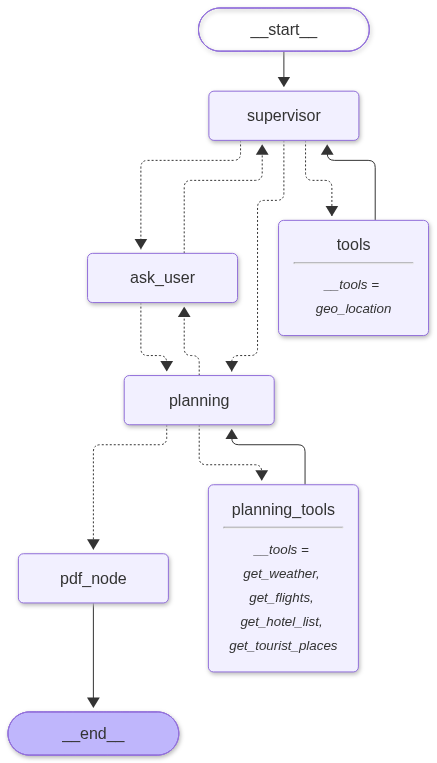 __start__
supervisor
tools
__tools =
geo_location
ask_user
planning
planning_tools
__tools =
get_weather,
get_flights,
get_hotel_list,
get_tourist_places
pdf_node
__end__